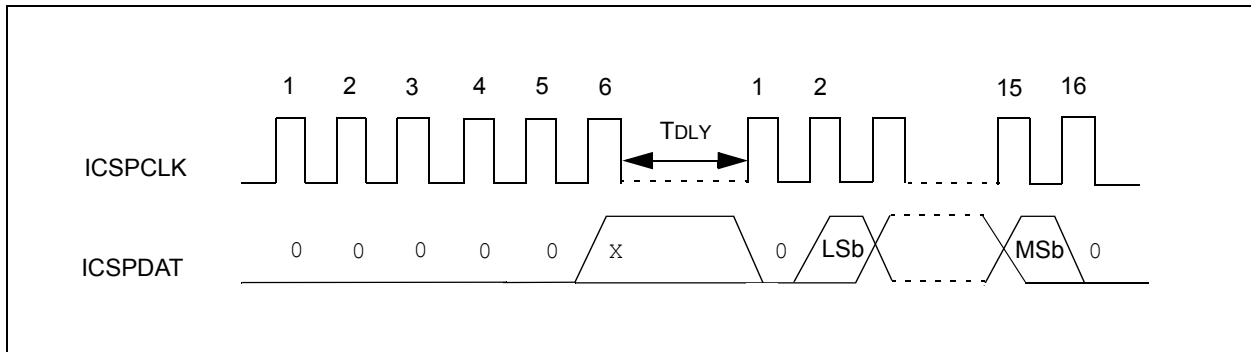 1 2 3 4 5 6 1 2 15 16
TDLY
ICSPCLK
0 0 0 0 0 X 0 LSb MSb 0
ICSPDAT